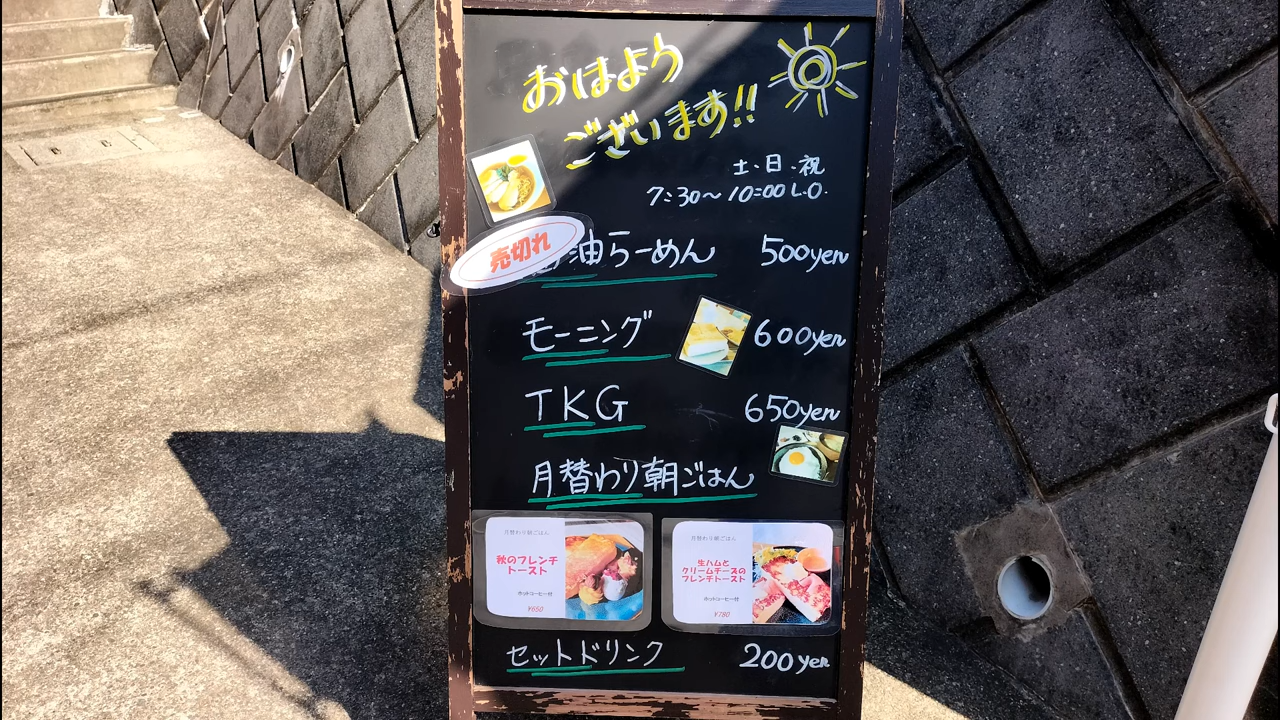 おはよう
ございます!!
土・日・祝
7:30〜10:00 L.O.
売切れ
油らーめん 500yen
モーニング 600yen
TKG 650yen
月替わり朝ごはん
月替わり朝ごはん
秋のフレンチ
トースト
ホットコーヒー付
¥650
月替わり朝ごはん
生ハムと
クリームチーズの
フレンチトースト
ホットコーヒー付
¥780
セットドリンク 200yen